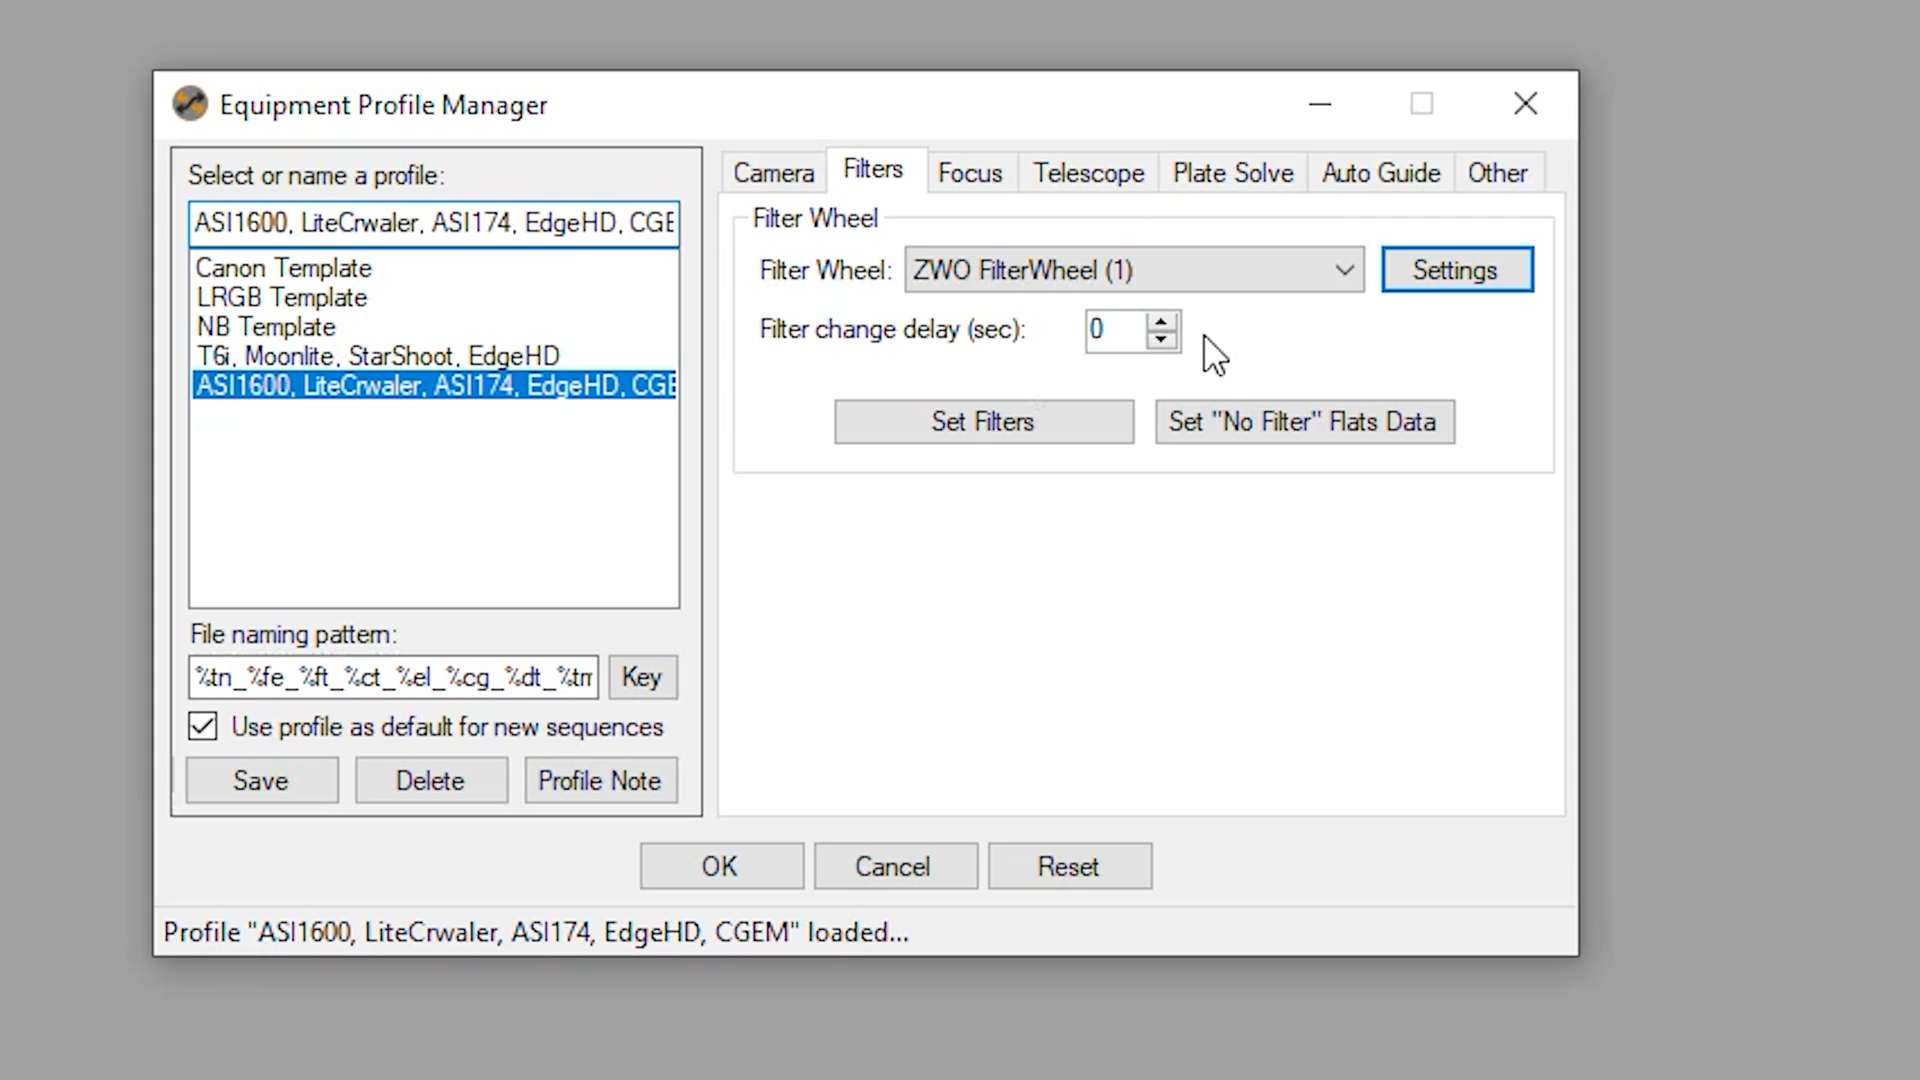 Equipment Profile Manager
Select or name a profile:
ASI1600, LiteCrwaler, ASI174, EdgeHD, CGE
Canon Template
LRGB Template
NB Template
T6i, Moonlite, StarShoot, EdgeHD
ASI1600, LiteCrwaler, ASI174, EdgeHD, CGE
File naming pattern:
%tn_%fe_%ft_%ct_%el_%cg_%dt_%tm Key
Use profile as default for new sequences
Save Delete Profile Note
Camera Filters Focus Telescope Plate Solve Auto Guide Other
Filter Wheel
Filter Wheel: ZWO FilterWheel (1) Settings
Filter change delay (sec): 0
Set Filters Set "No Filter" Flats Data
OK Cancel Reset
Profile "ASI1600, LiteCrwaler, ASI174, EdgeHD, CGEM" loaded...